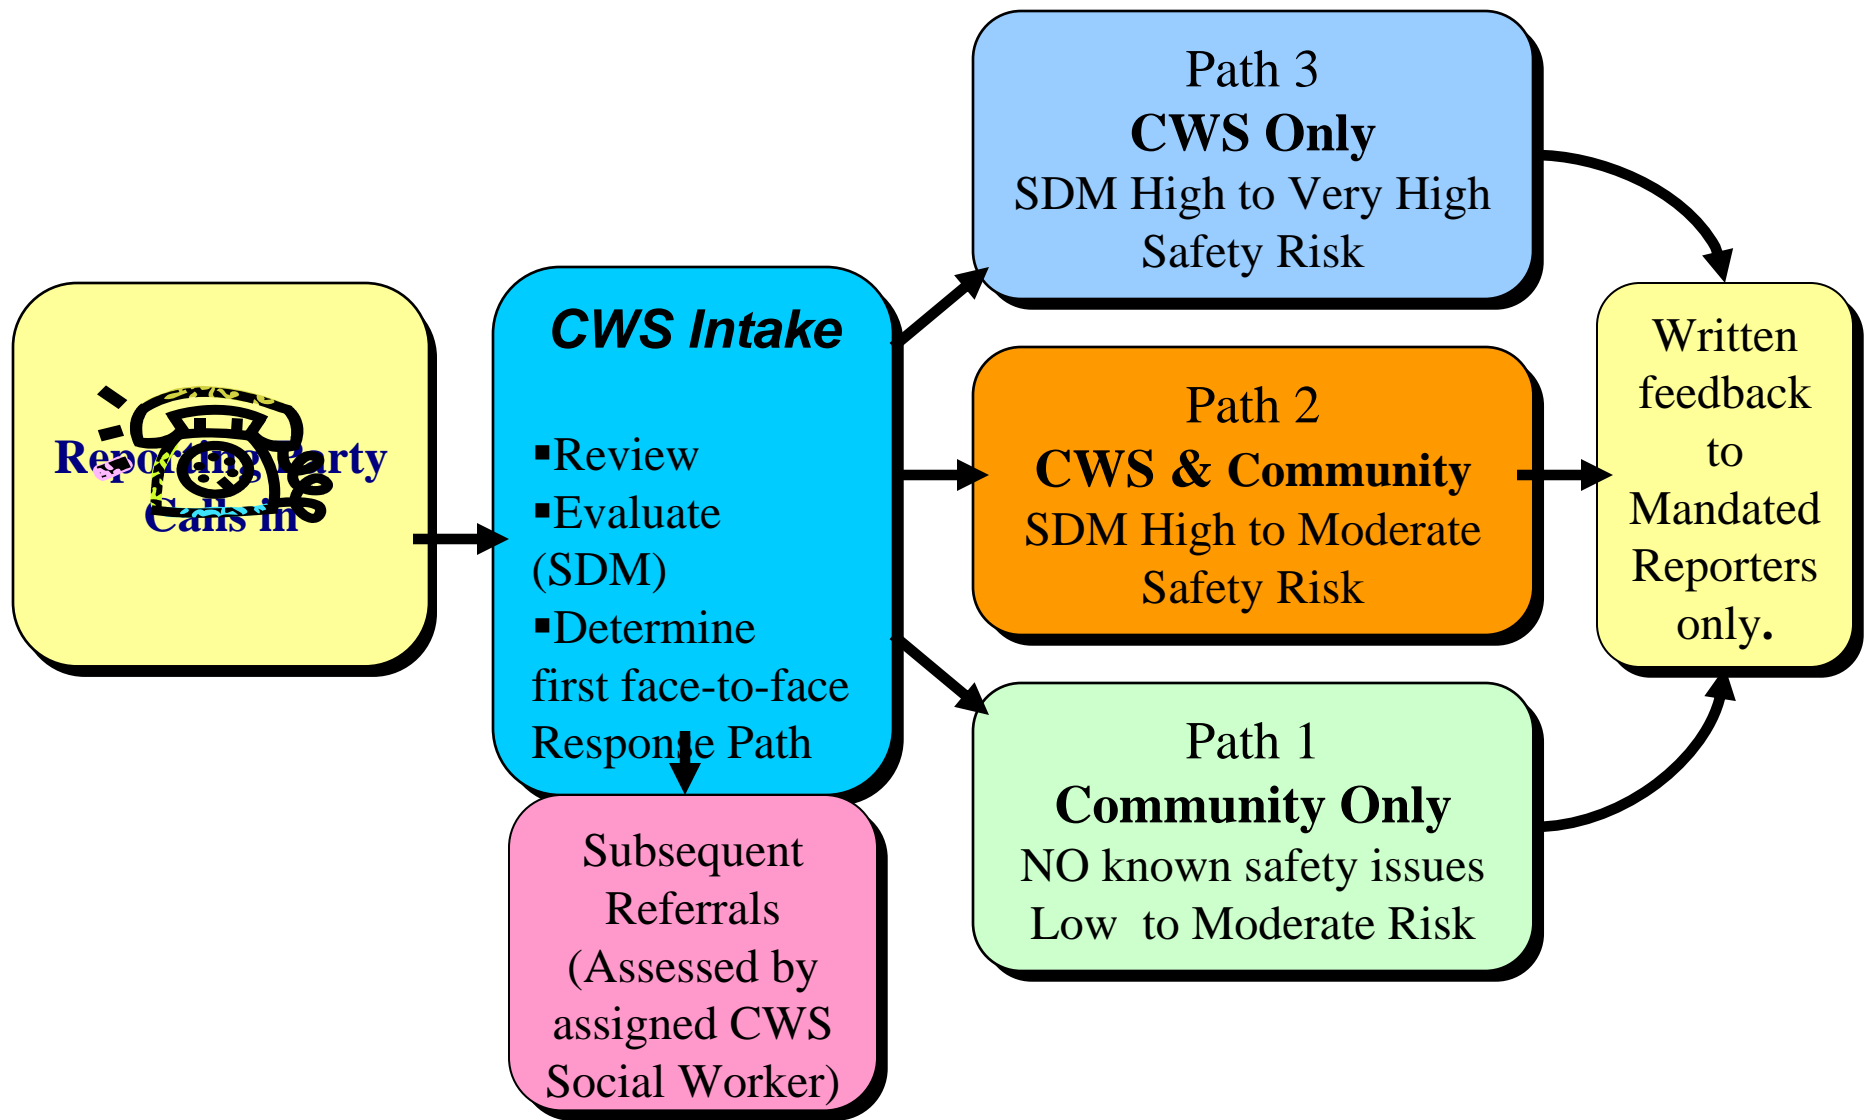 Reporting Party
Calls in
CWS Intake
▪Review
▪Evaluate
(SDM)
▪Determine
first face-to-face
Response Path
Subsequent
Referrals
(Assessed by
assigned CWS
Social Worker)
Path 3
CWS Only
SDM High to Very High
Safety Risk
Path 2
CWS & Community
SDM High to Moderate
Safety Risk
Path 1
Community Only
NO known safety issues
Low to Moderate Risk
Written
feedback
to
Mandated
Reporters
only.